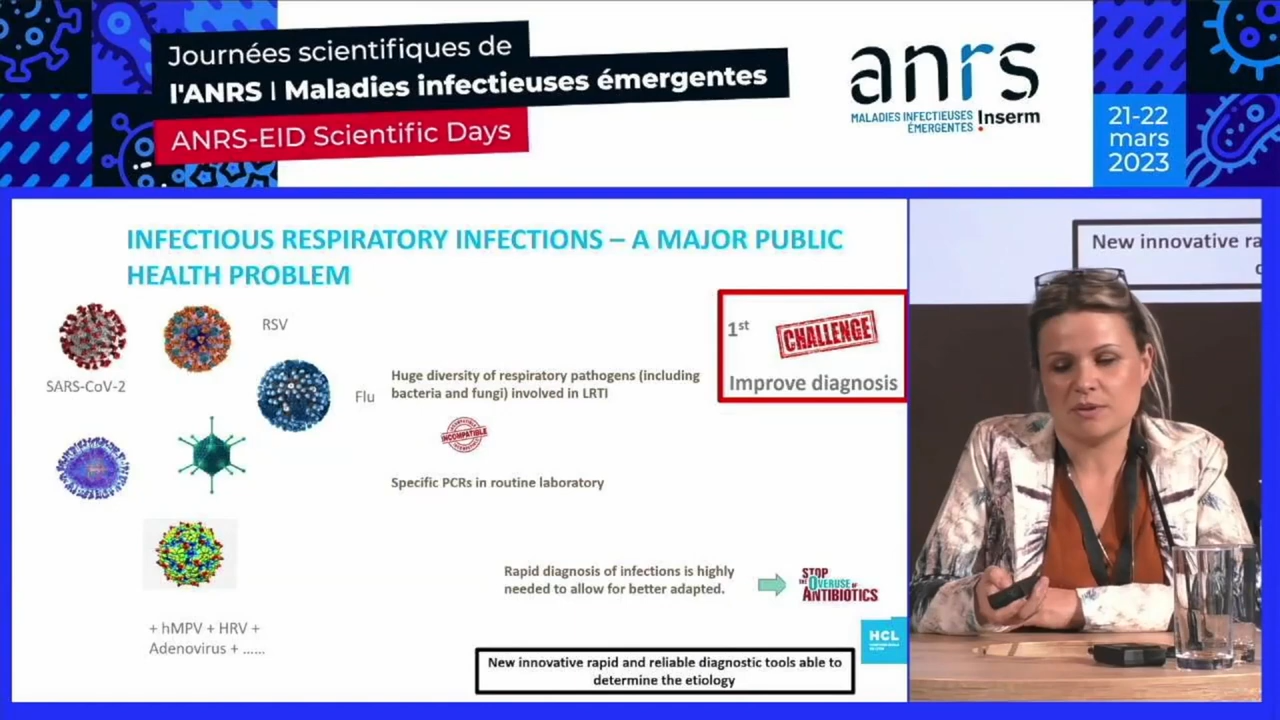 Journées scientifiques de
l'ANRS | Maladies infectieuses émergentes
ANRS-EID Scientific Days
anrs
MALADIES INFECTIEUSES
ÉMERGENTES
Inserm
21-22
mars
2023
INFECTIOUS RESPIRATORY INFECTIONS – A MAJOR PUBLIC
HEALTH PROBLEM
RSV
SARS-CoV-2
Flu
1st
CHALLENGE
Improve diagnosis
Huge diversity of respiratory pathogens (including
bacteria and fungi) involved in LRTI
INCOMPATIBLE
Specific PCRs in routine laboratory
Rapid diagnosis of infections is highly
needed to allow for better adapted.
STOP
THE OVERUSE OF
ANTIBIOTICS
+ hMPV + HRV +
Adenovirus + ......
HCL
New innovative rapid and reliable diagnostic tools able to
determine the etiology
New innovative ra